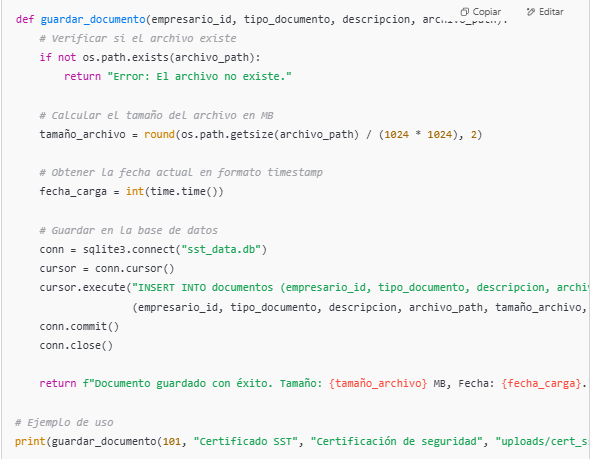 Copiar Editar
def guardar_documento(empresario_id, tipo_documento, descripcion, archivo_path):
# Verificar si el archivo existe
if not os.path.exists(archivo_path):
return "Error: El archivo no existe."
# Calcular el tamaño del archivo en MB
tamaño_archivo = round(os.path.getsize(archivo_path) / (1024 * 1024), 2)
# Obtener la fecha actual en formato timestamp
fecha_carga = int(time.time())
# Guardar en la base de datos
conn = sqlite3.connect("sst_data.db")
cursor = conn.cursor()
cursor.execute("INSERT INTO documentos (empresario_id, tipo_documento, descripcion, archiv
(empresario_id, tipo_documento, descripcion, archivo_path, tamaño_archivo,
conn.commit()
conn.close()
return f"Documento guardado con éxito. Tamaño: {tamaño_archivo} MB, Fecha: {fecha_carga}.
# Ejemplo de uso
print(guardar_documento(101, "Certificado SST", "Certificación de seguridad", "uploads/cert_s